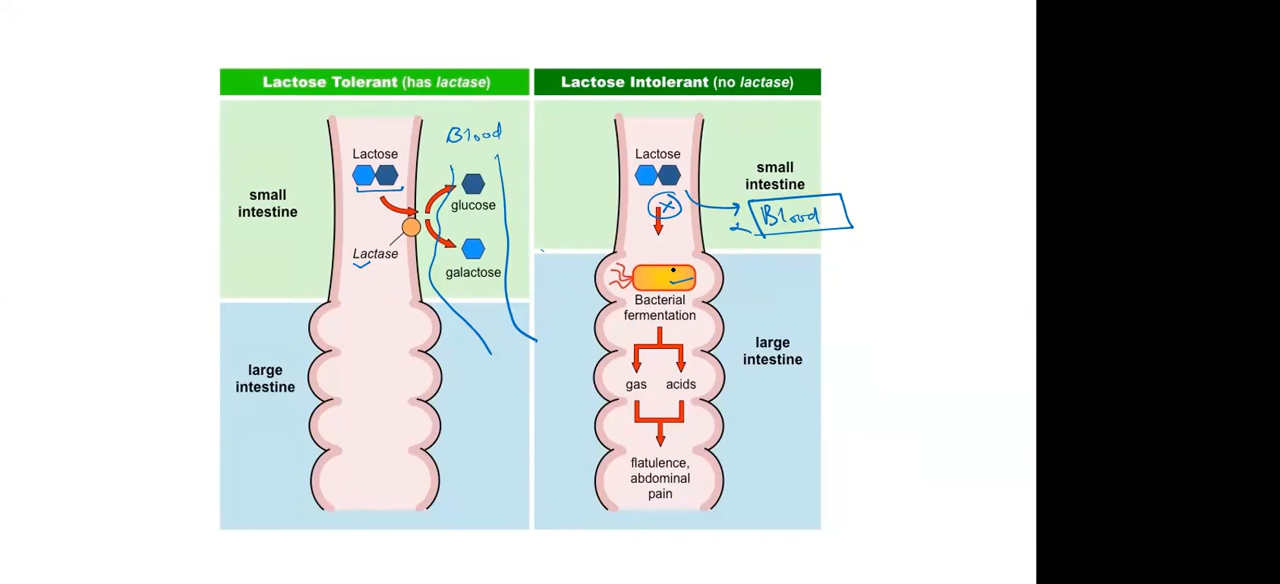 Lactose Tolerant (has lactase)
Blood
Lactose
small
intestine
glucose
Lactase
galactose
large
intestine
Lactose Intolerant (no lactase)
Lactose
small
intestine
x
Blood
Bacterial
fermentation
large
intestine
gas acids
flatulence,
abdominal
pain